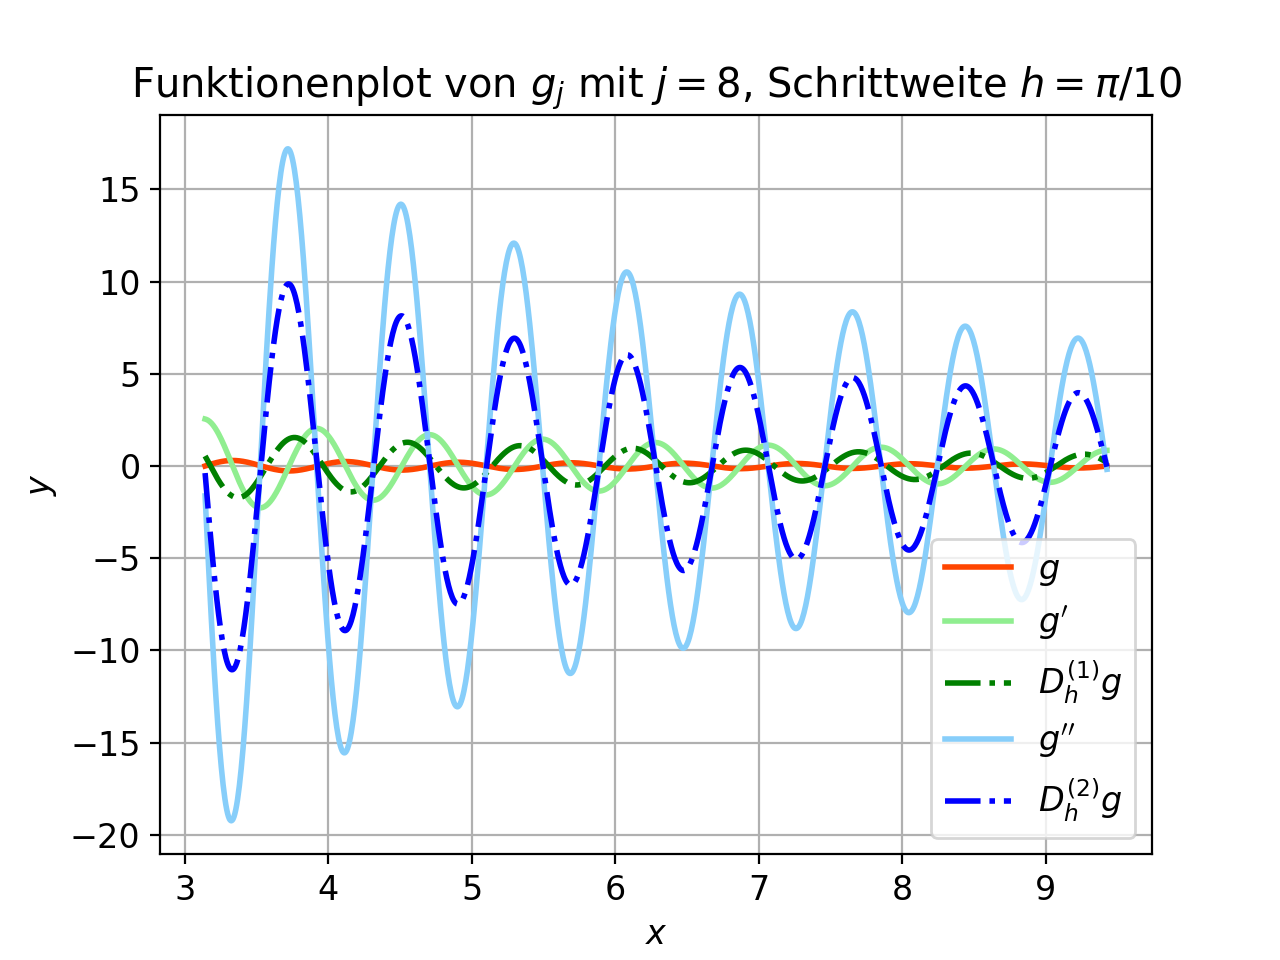 Funktionenplot von $g_j$ mit $j = 8$, Schrittweite $h = \pi/10$
15
10
5
0
−5
−10
−15
−20
y
3 4 5 6 7 8 9
x
$g$
$g'$
$D_h^{(1)}g$
$g''$
$D_h^{(2)}g$